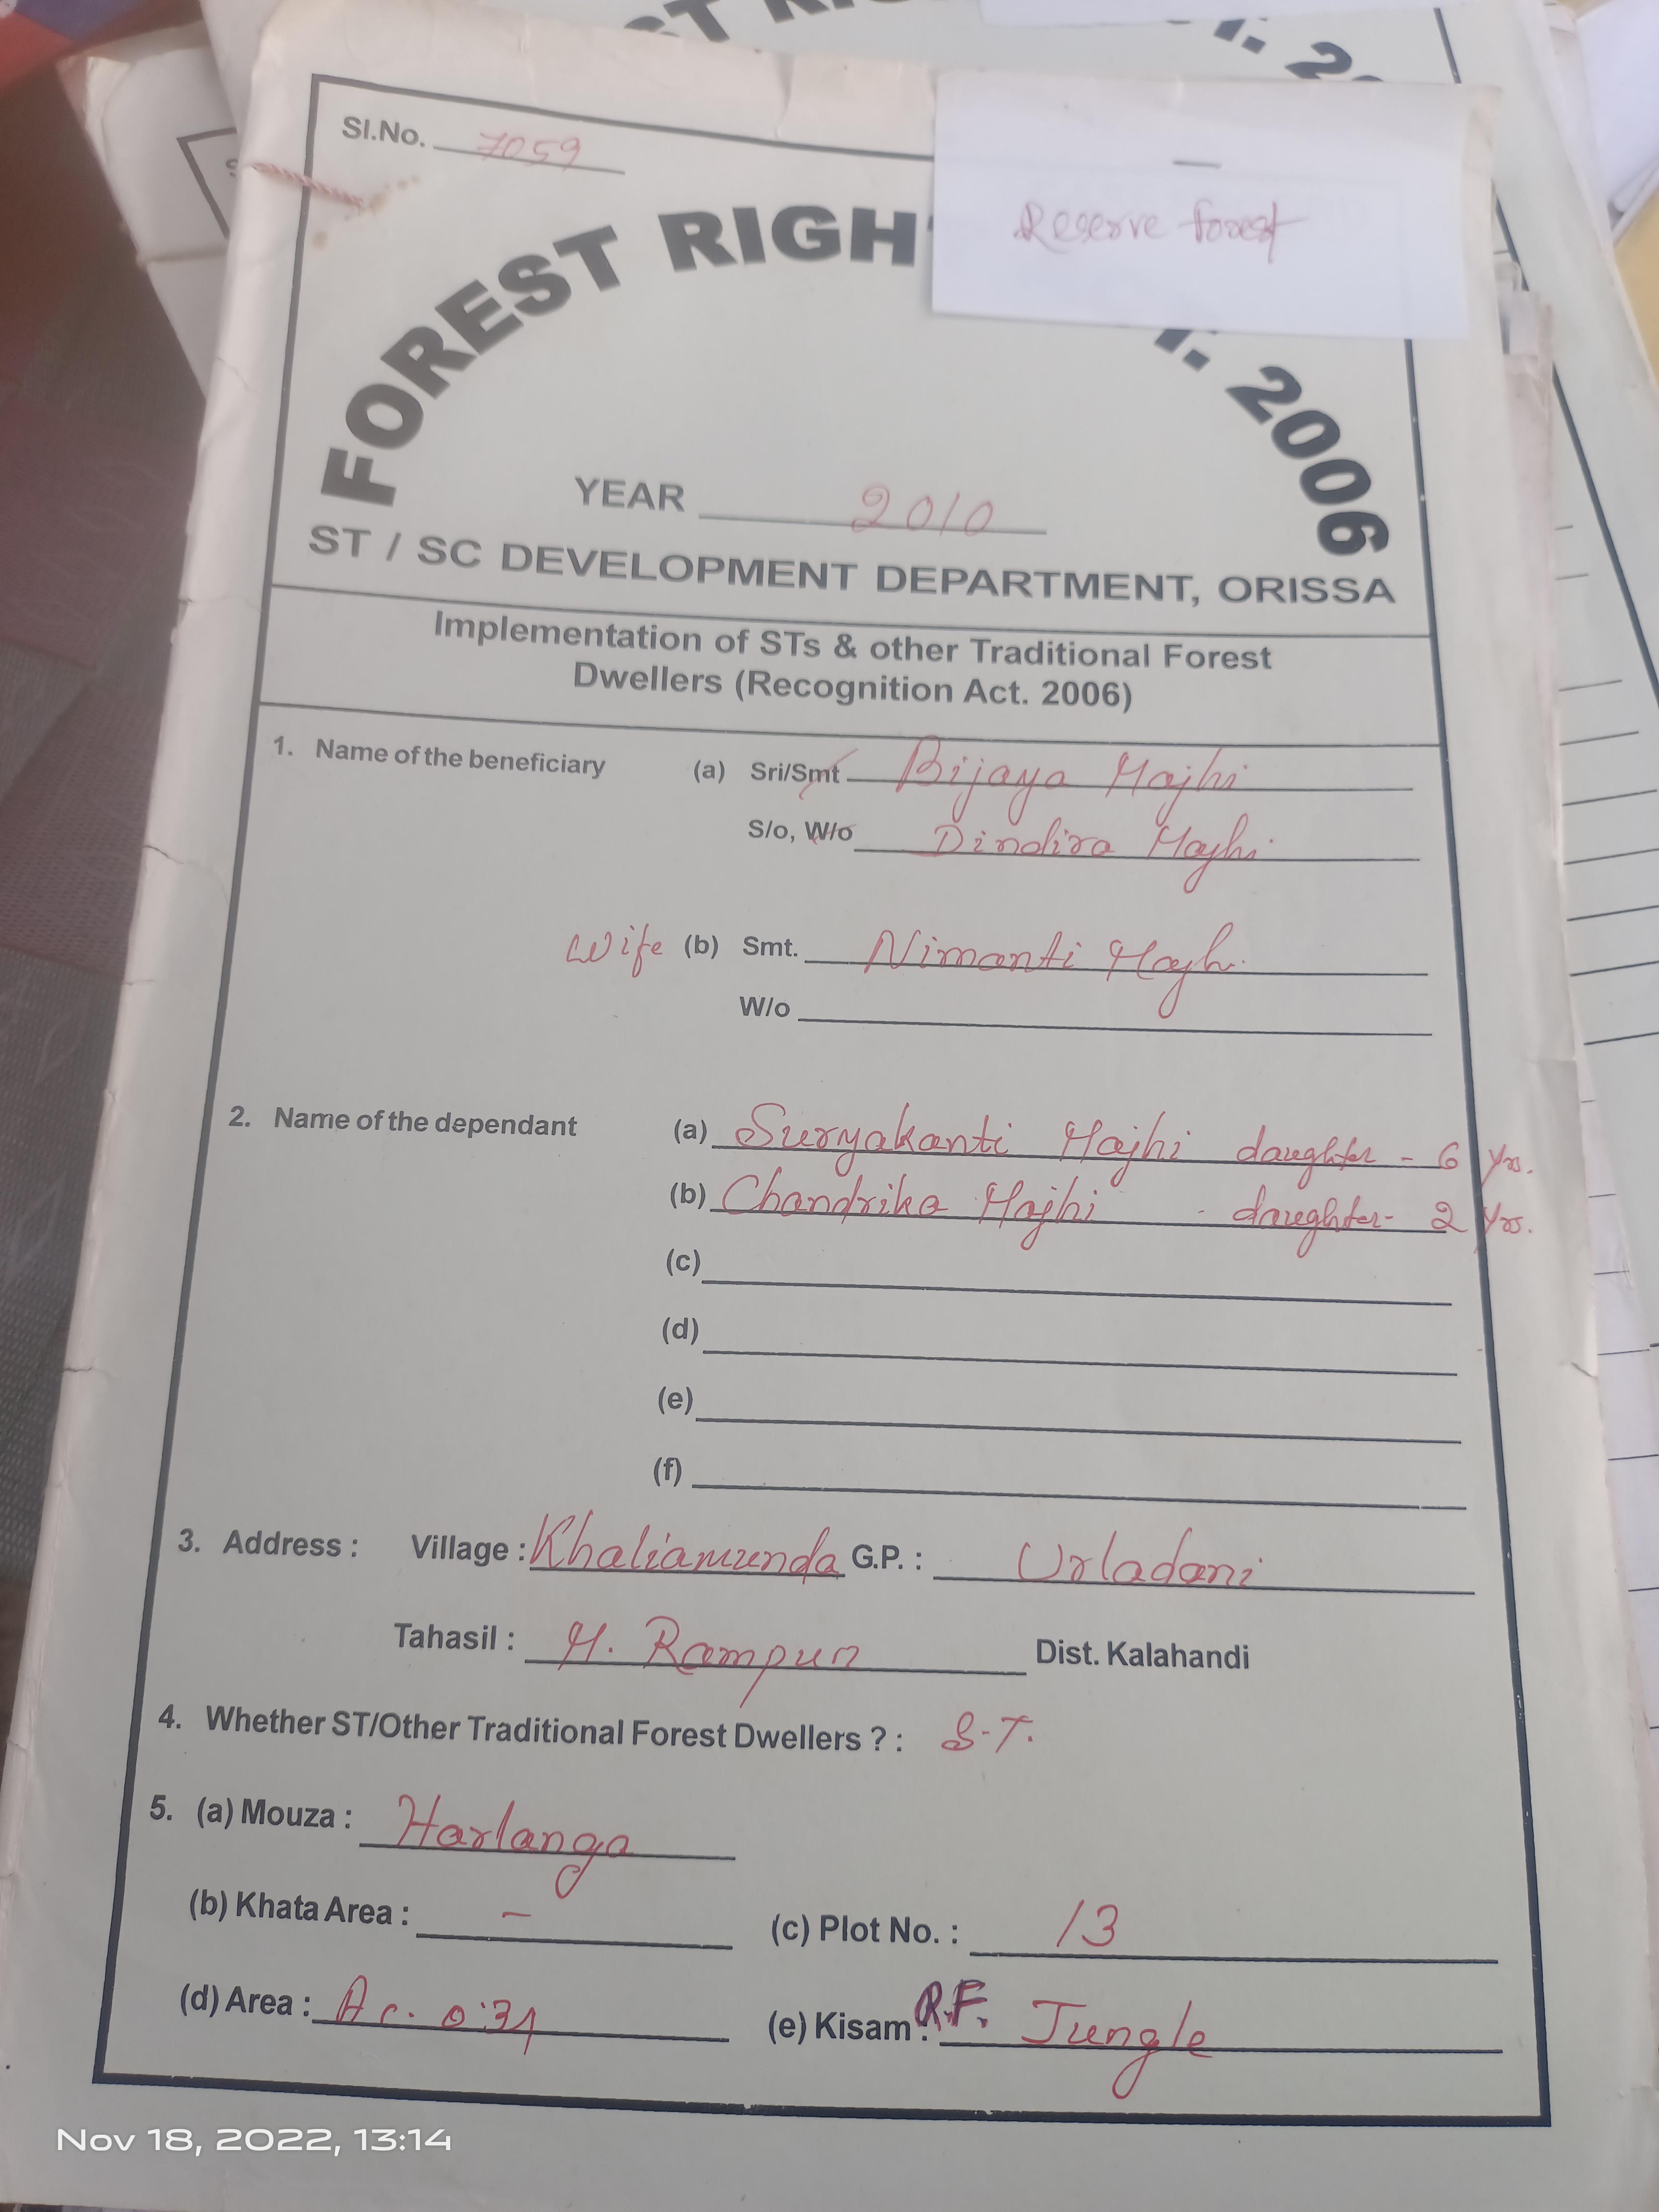 Sl.No. 7059
Reserve forest
FOREST RIGH T. 2006
YEAR 2010
ST / SC DEVELOPMENT DEPARTMENT, ORISSA
Implementation of STs & other Traditional Forest
Dwellers (Recognition Act. 2006)
1. Name of the beneficiary (a) Sri/Smt Bijaya Majhi
S/o, W/o Dindira Majhi
Wife (b) Smt. Nimanti Majhi
W/o
2. Name of the dependant (a) Suryakanti Majhi daughter - 6 yrs.
(b) Chandrika Majhi - daughter - 2 yrs.
(c)
(d)
(e)
(f)
3. Address : Village : Khaliamunda G.P. : Urladani
Tahasil : M. Rampur Dist. Kalahandi
4. Whether ST/Other Traditional Forest Dwellers ? : S.T.
5. (a) Mouza : Harlanga
(b) Khata Area : - (c) Plot No. : 13
(d) Area : Ac. 0.34 (e) Kisam : R.F. Jungle
Nov 18, 2022, 13:14